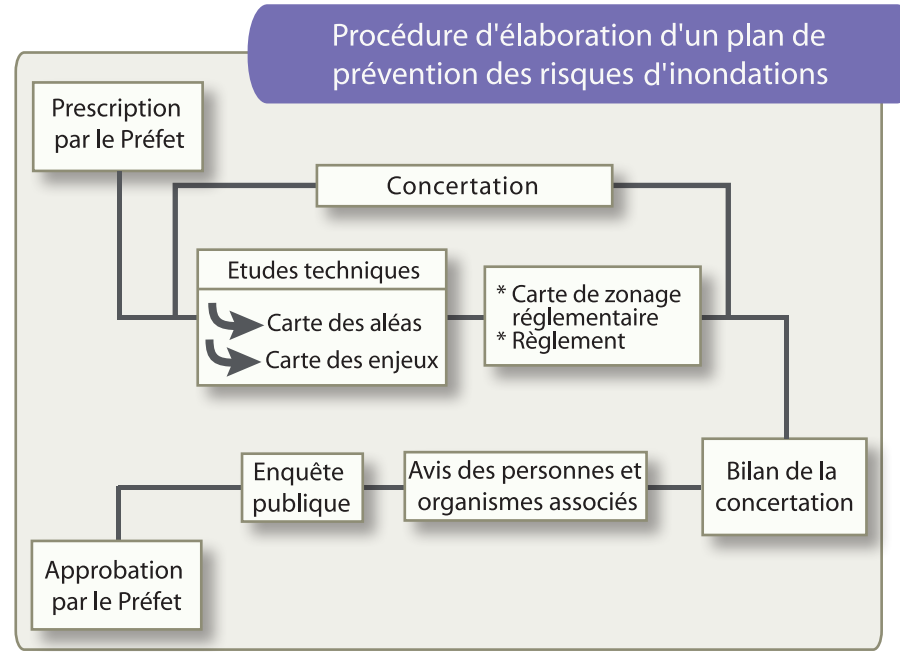 Procédure d'élaboration d'un plan de
prévention des risques d'inondations
Prescription
par le Préfet
Concertation
Etudes techniques
Carte des aléas
Carte des enjeux
* Carte de zonage
réglementaire
* Règlement
Bilan de la
concertation
Avis des personnes et
organismes associés
Enquête
publique
Approbation
par le Préfet